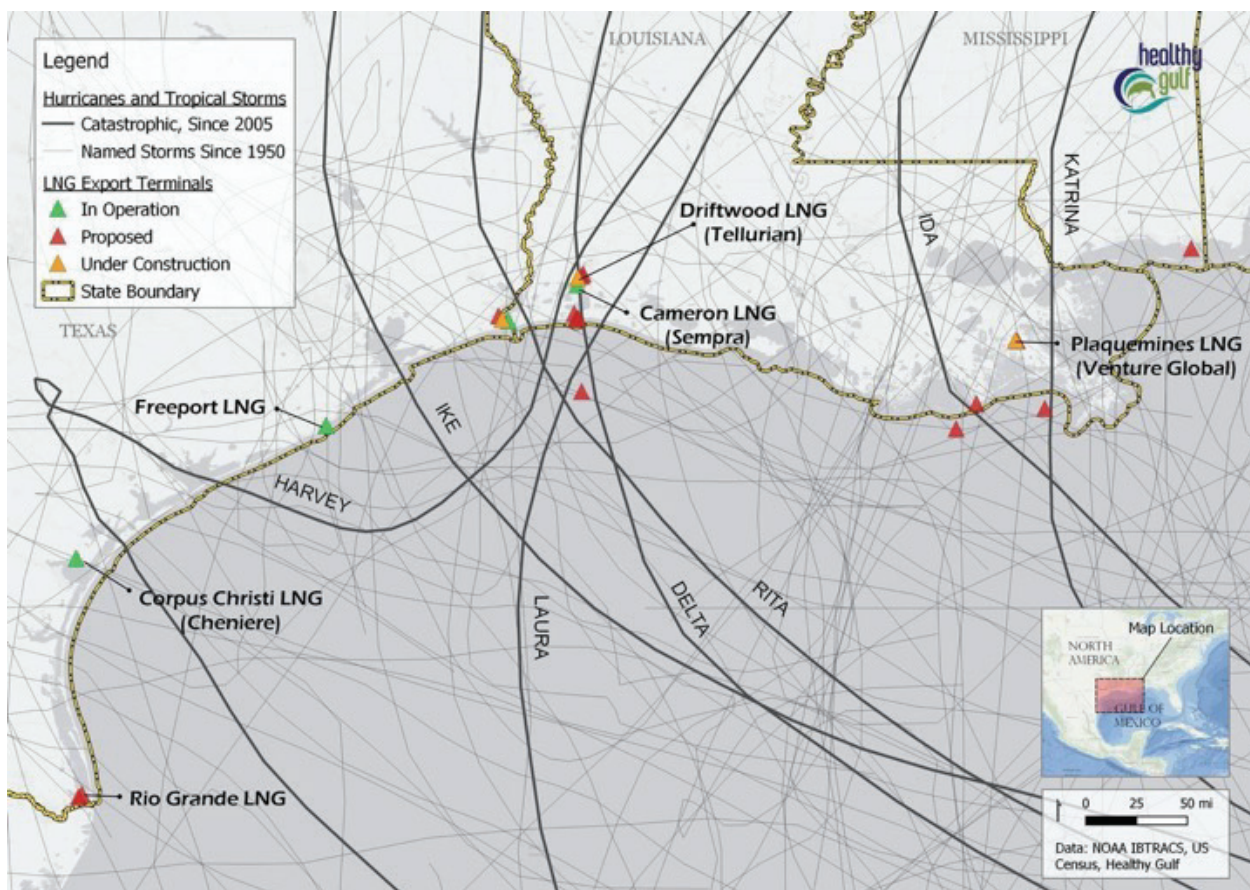 Legend
Hurricanes and Tropical Storms
Catastrophic, Since 2005
Named Storms Since 1950
LNG Export Terminals
In Operation
Proposed
Under Construction
State Boundary
LOUISIANA
MISSISSIPPI
healthy
gulf
TEXAS
Driftwood LNG
(Tellurian)
Cameron LNG
(Sempra)
IDA
KATRINA
Plaquemines LNG
(Venture Global)
Freeport LNG
IKE
HARVEY
Corpus Christi LNG
(Cheniere)
LAURA
DELTA
RITA
Rio Grande LNG
Map Location
NORTH
AMERICA
GULF OF
MEXICO
0 25 50 mi
Data: NOAA IBTRACS, US
Census, Healthy Gulf